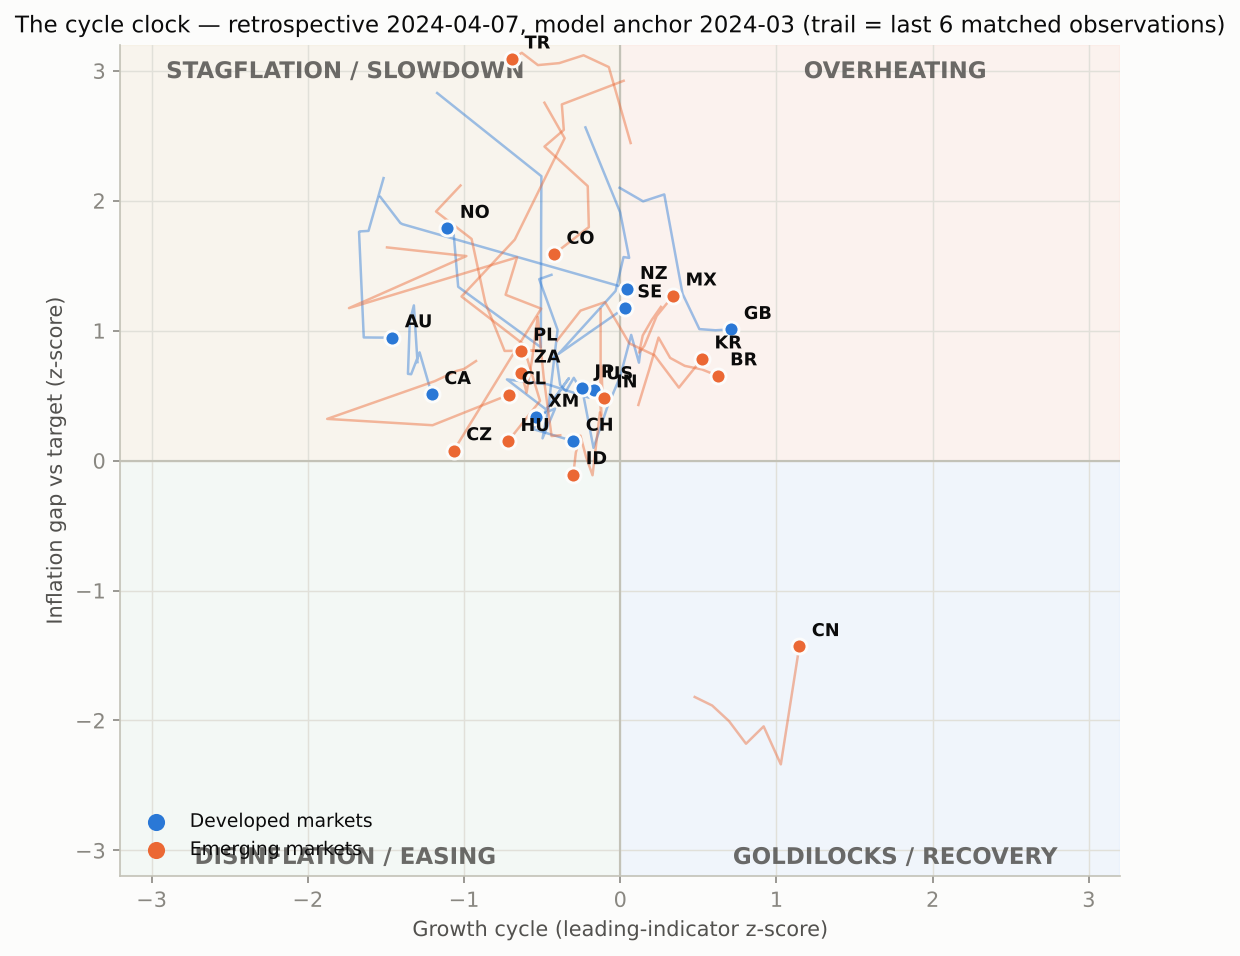 The cycle clock — retrospective 2024-04-07, model anchor 2024-03 (trail = last 6 matched observations)
TR
STAGFLATION / SLOWDOWN
OVERHEATING
NO
CO
NZ
MX
SE
GB
AU
PL
KR
ZA
BR
JP
US
IN
CA
CL
XM
HU
CH
CZ
ID
CN
Developed markets
Emerging markets
DISINFLATION / EASING
GOLDILOCKS / RECOVERY
3
2
1
0
−1
−2
−3
−3
−2
−1
0
1
2
3
Inflation gap vs target (z-score)
Growth cycle (leading-indicator z-score)